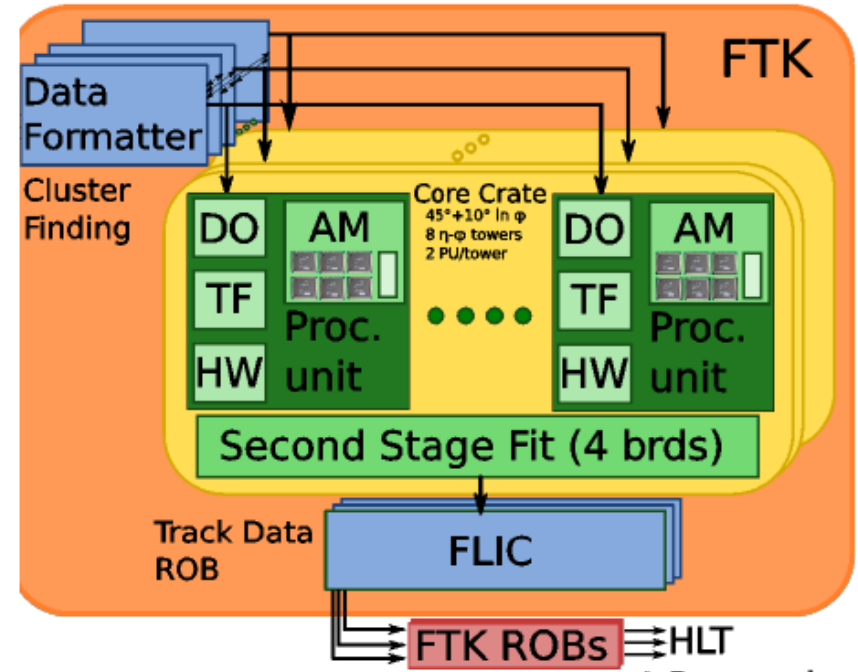 FTK
Data
Formatter
Cluster
Finding
Core Crate
45°+10° in φ
8 η-φ towers
2 PU/tower
DO
AM
TF
Proc.
HW
unit
DO
AM
TF
Proc.
HW
unit
Second Stage Fit (4 brds)
Track Data
ROB
FLIC
FTK ROBs
HLT